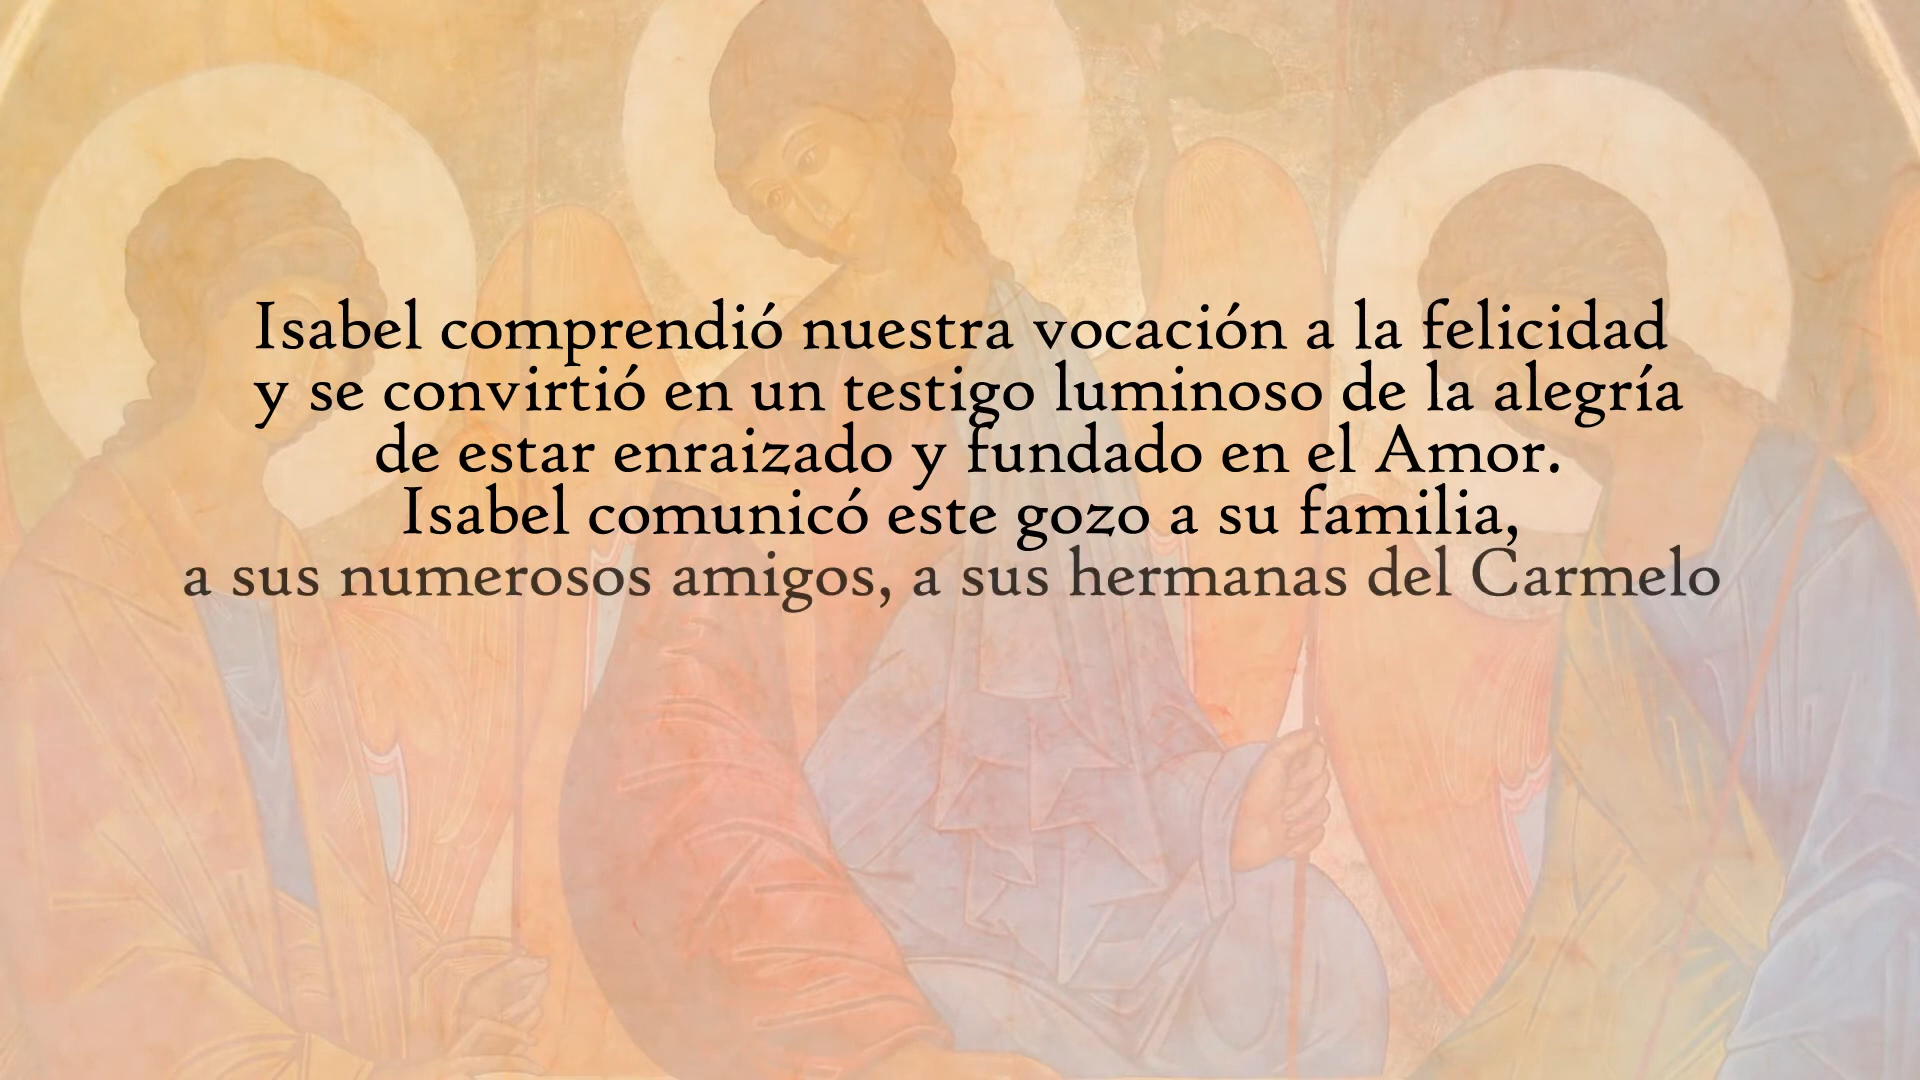 Isabel comprendió nuestra vocación a la felicidad
y se convirtió en un testigo luminoso de la alegría
de estar enraizado y fundado en el Amor.
Isabel comunicó este gozo a su familia,
a sus numerosos amigos, a sus hermanas del Carmelo